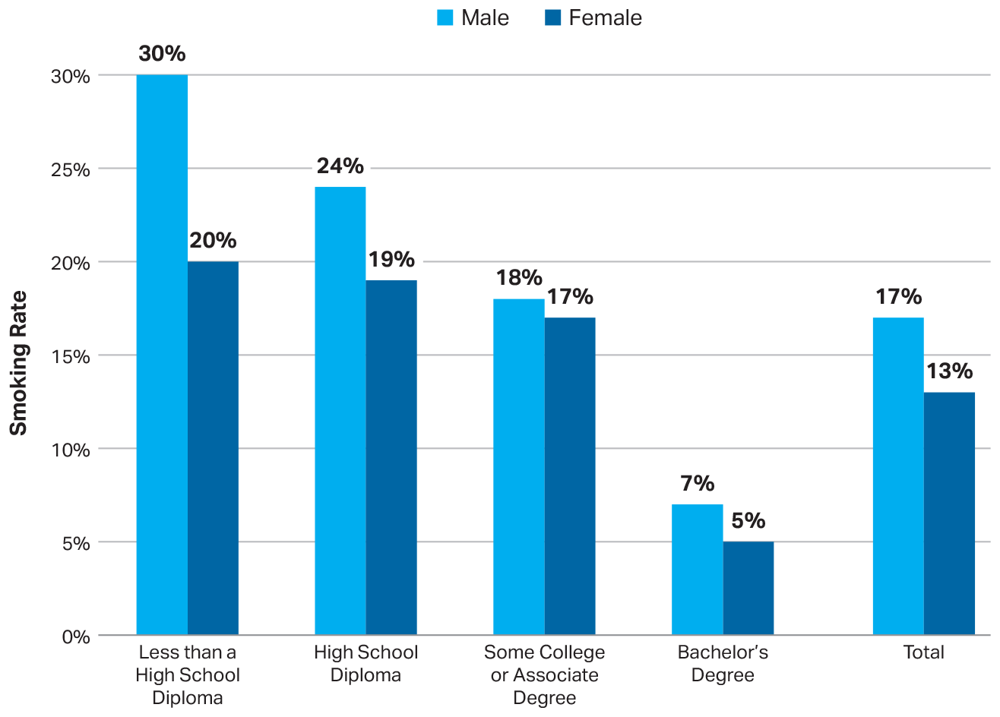 Male Female
30%
30%
24%
25%
20%
19%
20%
18%
17%
17%
Smoking Rate
15%
13%
10%
7%
5%
5%
0%
Less than a
High School
Diploma
High School
Diploma
Some College
or Associate
Degree
Bachelor’s
Degree
Total